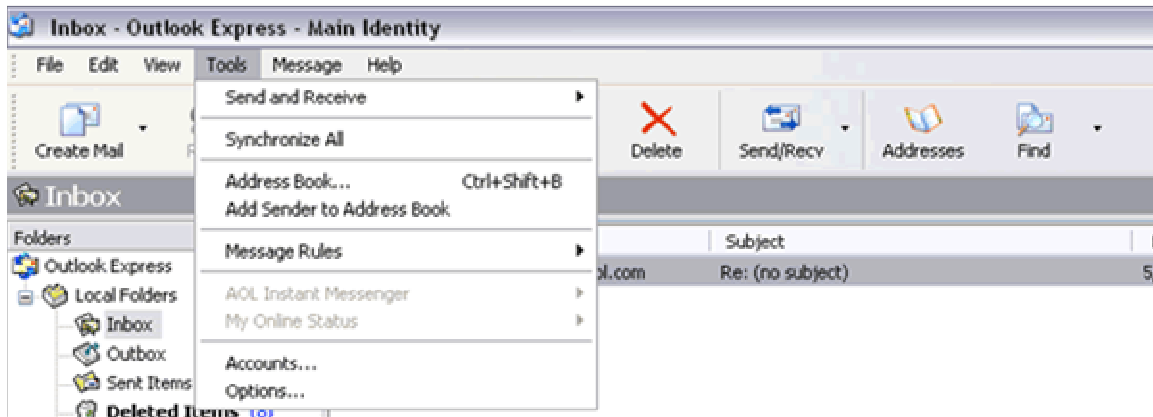 Inbox - Outlook Express - Main Identity
File Edit View Tools Message Help
Create Mail Delete Send/Recv Addresses Find
Send and Receive
Synchronize All
Address Book... Ctrl+Shift+B
Add Sender to Address Book
Message Rules
AOL Instant Messenger
My Online Status
Accounts...
Options...
Inbox
Folders Subject
Outlook Express ol.com Re: (no subject) 5
Local Folders
Inbox
Outbox
Sent Items
Deleted Items (8)